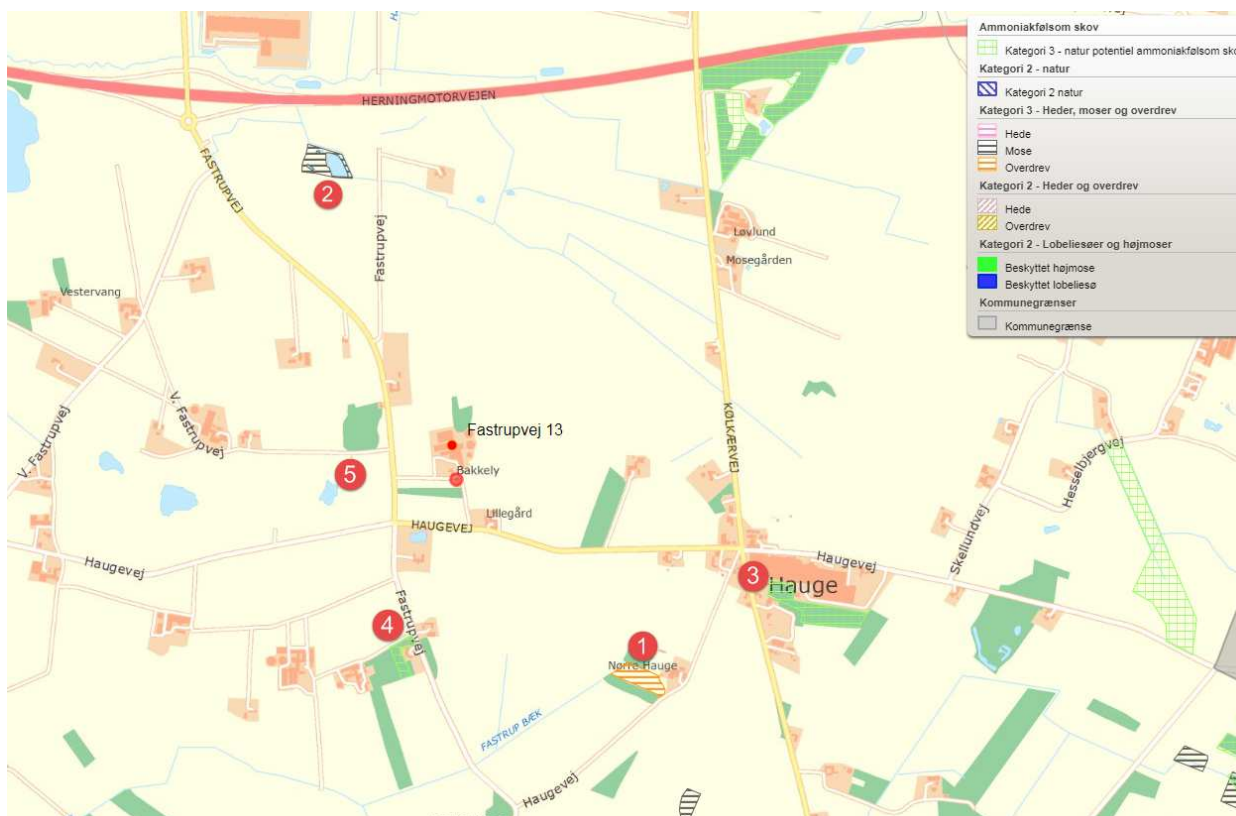 HERNINGMOTORVEJEN
FASTRUPVEJ
2
Fastrupvej
Løvlund
Mosegården
Vestervang
V. Fastrupvej
V. Fastrupvej
KØLKÆRVEJ
Fastrupvej 13
5
Bakkely
Lillegård
HAUGEVEJ
Haugevej
Haugevej
3
Hauge
Skellundvej
Hesselbjergvej
4
Fastrupvej
1
Nørre Hauge
FASTRUP BÆK
Haugevej
Ammoniakfølsom skov
Kategori 3 - natur potentiel ammoniakfølsom sko
Kategori 2 - natur
Kategori 2 natur
Kategori 3 - Heder, moser og overdrev
Hede
Mose
Overdrev
Kategori 2 - Heder og overdrev
Hede
Overdrev
Kategori 2 - Lobeliesøer og højmoser
Beskyttet højmose
Beskyttet lobeliesø
Kommunegrænser
Kommunegrænse